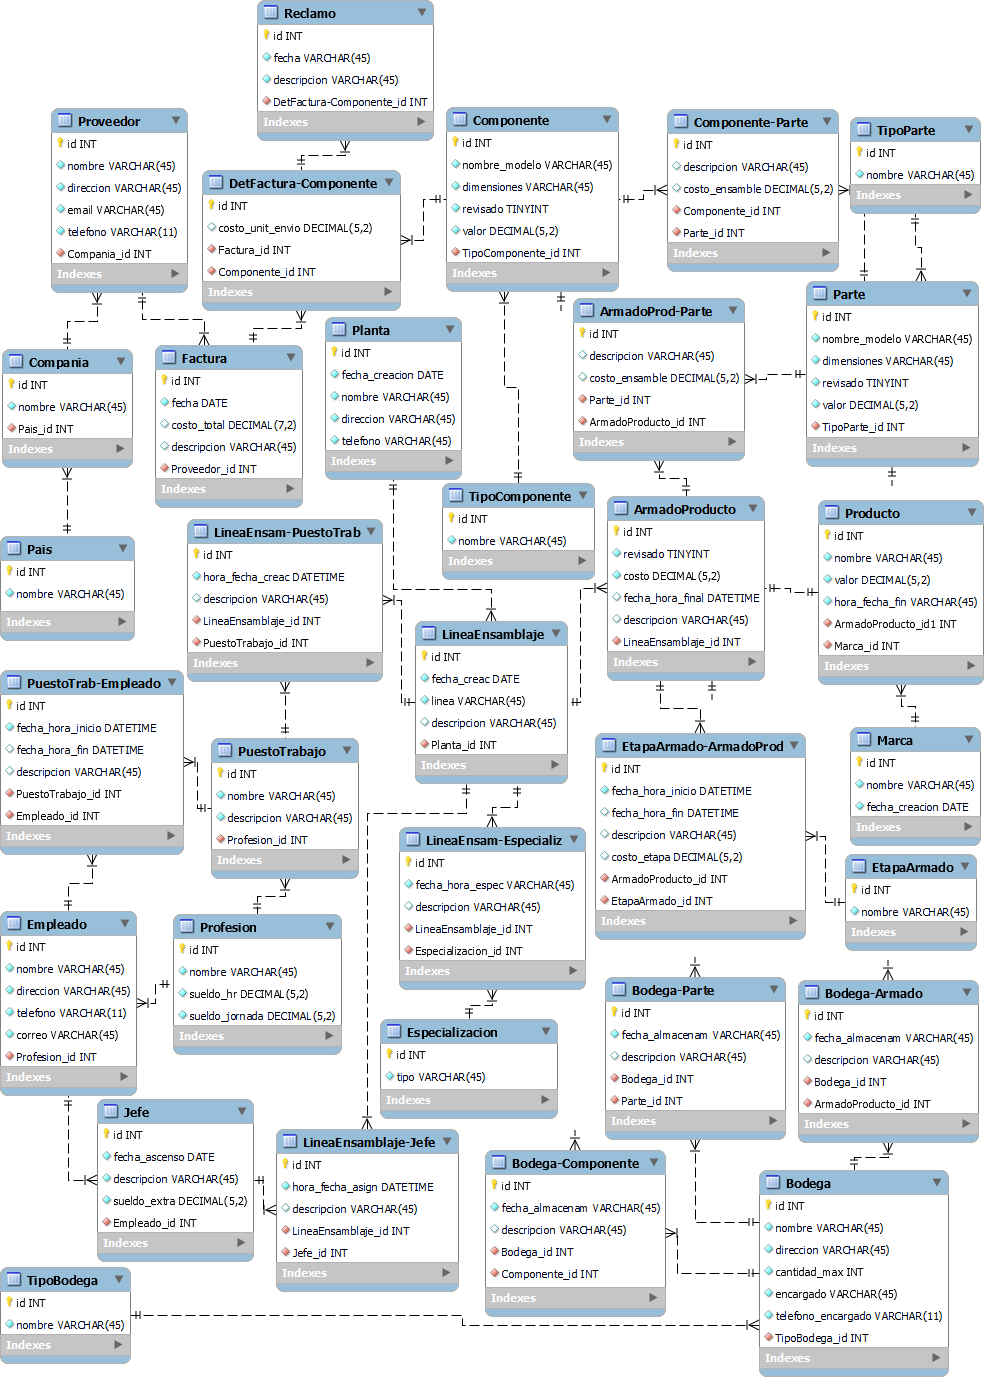 Reclamo
id INT
fecha VARCHAR(45)
descripcion VARCHAR(45)
DetFactura-Componente_id INT
Indexes
Proveedor
id INT
nombre VARCHAR(45)
direccion VARCHAR(45)
email VARCHAR(45)
telefono VARCHAR(11)
Compania_id INT
Indexes
DetFactura-Componente
id INT
costo_unit_envio DECIMAL(5,2)
Factura_id INT
Componente_id INT
Indexes
Componente
id INT
nombre_modelo VARCHAR(45)
dimensiones VARCHAR(45)
revisado TINYINT
valor DECIMAL(5,2)
TipoComponente_id INT
Indexes
Componente-Parte
id INT
descripcion VARCHAR(45)
costo_ensamble DECIMAL(5,2)
Componente_id INT
Parte_id INT
Indexes
TipoParte
id INT
nombre VARCHAR(45)
Indexes
Compania
id INT
nombre VARCHAR(45)
Pais_id INT
Indexes
Factura
id INT
fecha DATE
costo_total DECIMAL(7,2)
descripcion VARCHAR(45)
Proveedor_id INT
Indexes
Planta
id INT
fecha_creacion DATE
nombre VARCHAR(45)
direccion VARCHAR(45)
telefono VARCHAR(45)
Indexes
ArmadoProd-Parte
id INT
descripcion VARCHAR(45)
costo_ensamble DECIMAL(5,2)
Parte_id INT
ArmadoProducto_id INT
Indexes
Parte
id INT
nombre_modelo VARCHAR(45)
dimensiones VARCHAR(45)
revisado TINYINT
valor DECIMAL(5,2)
TipoParte_id INT
Indexes
Pais
id INT
nombre VARCHAR(45)
Indexes
LineaEnsam-PuestoTrab
id INT
hora_fecha_creac DATETIME
descripcion VARCHAR(45)
LineaEnsamblaje_id INT
PuestoTrabajo_id INT
Indexes
TipoComponente
id INT
nombre VARCHAR(45)
Indexes
ArmadoProducto
id INT
revisado TINYINT
costo DECIMAL(5,2)
fecha_hora_final DATETIME
descripcion VARCHAR(45)
LineaEnsamblaje_id INT
Indexes
Producto
id INT
nombre VARCHAR(45)
valor DECIMAL(5,2)
hora_fecha_fin VARCHAR(45)
ArmadoProducto_id1 INT
Marca_id INT
Indexes
PuestoTrab-Empleado
id INT
fecha_hora_inicio DATETIME
fecha_hora_fin DATETIME
descripcion VARCHAR(45)
PuestoTrabajo_id INT
Empleado_id INT
Indexes
PuestoTrabajo
id INT
nombre VARCHAR(45)
descripcion VARCHAR(45)
Profesion_id INT
Indexes
LineaEnsamblaje
id INT
fecha_creac DATE
linea VARCHAR(45)
descripcion VARCHAR(45)
Planta_id INT
Indexes
EtapaArmado-ArmadoProd
id INT
fecha_hora_inicio DATETIME
fecha_hora_fin DATETIME
descripcion VARCHAR(45)
costo_etapa DECIMAL(5,2)
ArmadoProducto_id INT
EtapaArmado_id INT
Indexes
Marca
id INT
nombre VARCHAR(45)
fecha_creacion DATE
Indexes
EtapaArmado
id INT
nombre VARCHAR(45)
Indexes
Empleado
id INT
nombre VARCHAR(45)
direccion VARCHAR(45)
telefono VARCHAR(11)
correo VARCHAR(45)
Profesion_id INT
Indexes
Profesion
id INT
nombre VARCHAR(45)
sueldo_hr DECIMAL(5,2)
sueldo_jornada DECIMAL(5,2)
Indexes
LineaEnsam-Especializ
id INT
fecha_hora_espec VARCHAR(45)
descripcion VARCHAR(45)
LineaEnsamblaje_id INT
Especializacion_id INT
Indexes
Especializacion
id INT
tipo VARCHAR(45)
Indexes
Bodega-Parte
id INT
fecha_almacenam VARCHAR(45)
descripcion VARCHAR(45)
Bodega_id INT
Parte_id INT
Indexes
Bodega-Armado
id INT
fecha_almacenam VARCHAR(45)
descripcion VARCHAR(45)
Bodega_id INT
ArmadoProducto_id INT
Indexes
Jefe
id INT
fecha_ascenso DATE
descripcion VARCHAR(45)
sueldo_extra DECIMAL(5,2)
Empleado_id INT
Indexes
LineaEnsamblaje-Jefe
id INT
hora_fecha_asign DATETIME
descripcion VARCHAR(45)
LineaEnsamblaje_id INT
Jefe_id INT
Indexes
Bodega-Componente
id INT
fecha_almacenam VARCHAR(45)
descripcion VARCHAR(45)
Bodega_id INT
Componente_id INT
Indexes
Bodega
id INT
nombre VARCHAR(45)
direccion VARCHAR(45)
cantidad_max INT
encargado VARCHAR(45)
telefono_encargado VARCHAR(11)
TipoBodega_id INT
Indexes
TipoBodega
id INT
nombre VARCHAR(45)
Indexes